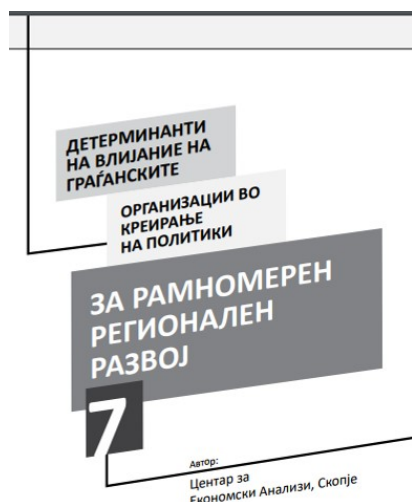 ДЕТЕРМИНАНТИ
НА ВЛИЈАНИЕ НА
ГРАЃАНСКИТЕ
ОРГАНИЗАЦИИ ВО
КРЕИРАЊЕ
НА ПОЛИТИКИ
ЗА РАМНОМЕРЕН
РЕГИОНАЛЕН
РАЗВОЈ
7
Автор:
Центар за
Економски Анализи, Скопје